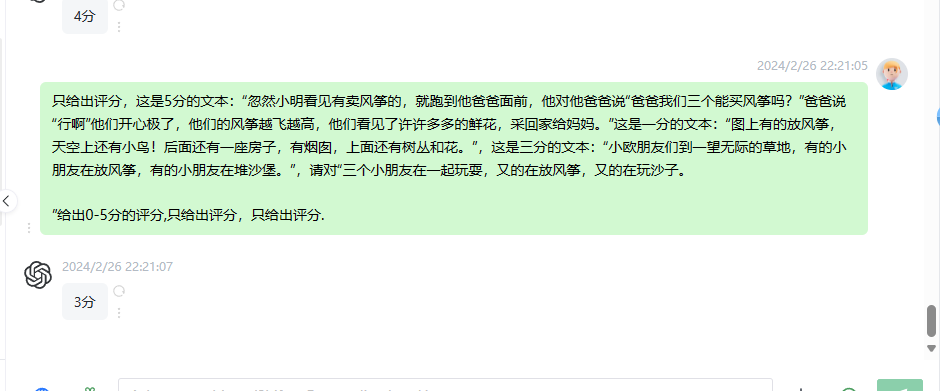 4分
2024/2/26 22:21:05
只给出评分，这是5分的文本：“忽然小明看见有卖风筝的，就跑到他爸爸面前，他对他爸爸说“爸爸我们三个能买风筝吗？”爸爸说
“行啊”他们开心极了，他们的风筝越飞越高，他们看见了许许多多的鲜花，采回家给妈妈。”这是一分的文本：“图上有的放风筝，
天空上还有小鸟！后面还有一座房子，有烟囱，上面还有树丛和花。”，这是三分的文本：“小欧朋友们到一望无际的草地，有的小
朋友在放风筝，有的小朋友在堆沙堡。”，请对“三个小朋友在一起玩耍，又的在放风筝，又的在玩沙子。
”给出0-5分的评分,只给出评分，只给出评分.
2024/2/26 22:21:07
3分